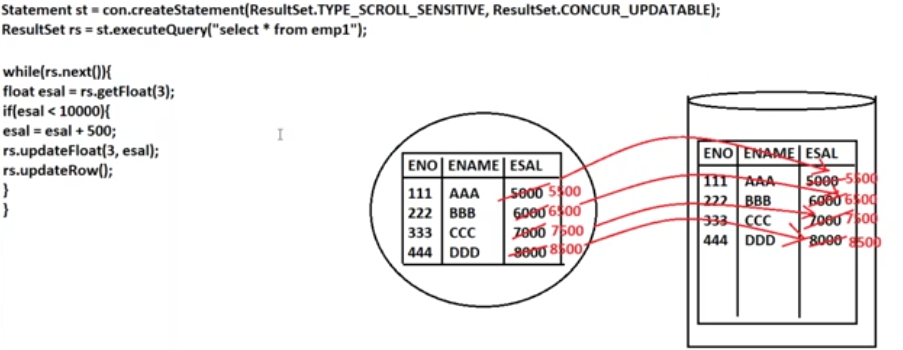 Statement st = con.createStatement(ResultSet.TYPE_SCROLL_SENSITIVE, ResultSet.CONCUR_UPDATABLE);
ResultSet rs = st.executeQuery("select * from emp1");
while(rs.next()){
float esal = rs.getFloat(3);
if(esal < 10000){
esal = esal + 500;
rs.updateFloat(3, esal);
rs.updateRow();
}
}
ENO ENAME ESAL
111 AAA 5000 5500
222 BBB 6000 6500
333 CCC 7000 7500
444 DDD 8000 8500
ENO ENAME ESAL
111 AAA 5000 5500
222 BBB 6000 6500
333 CCC 7000 7500
444 DDD 8000 8500